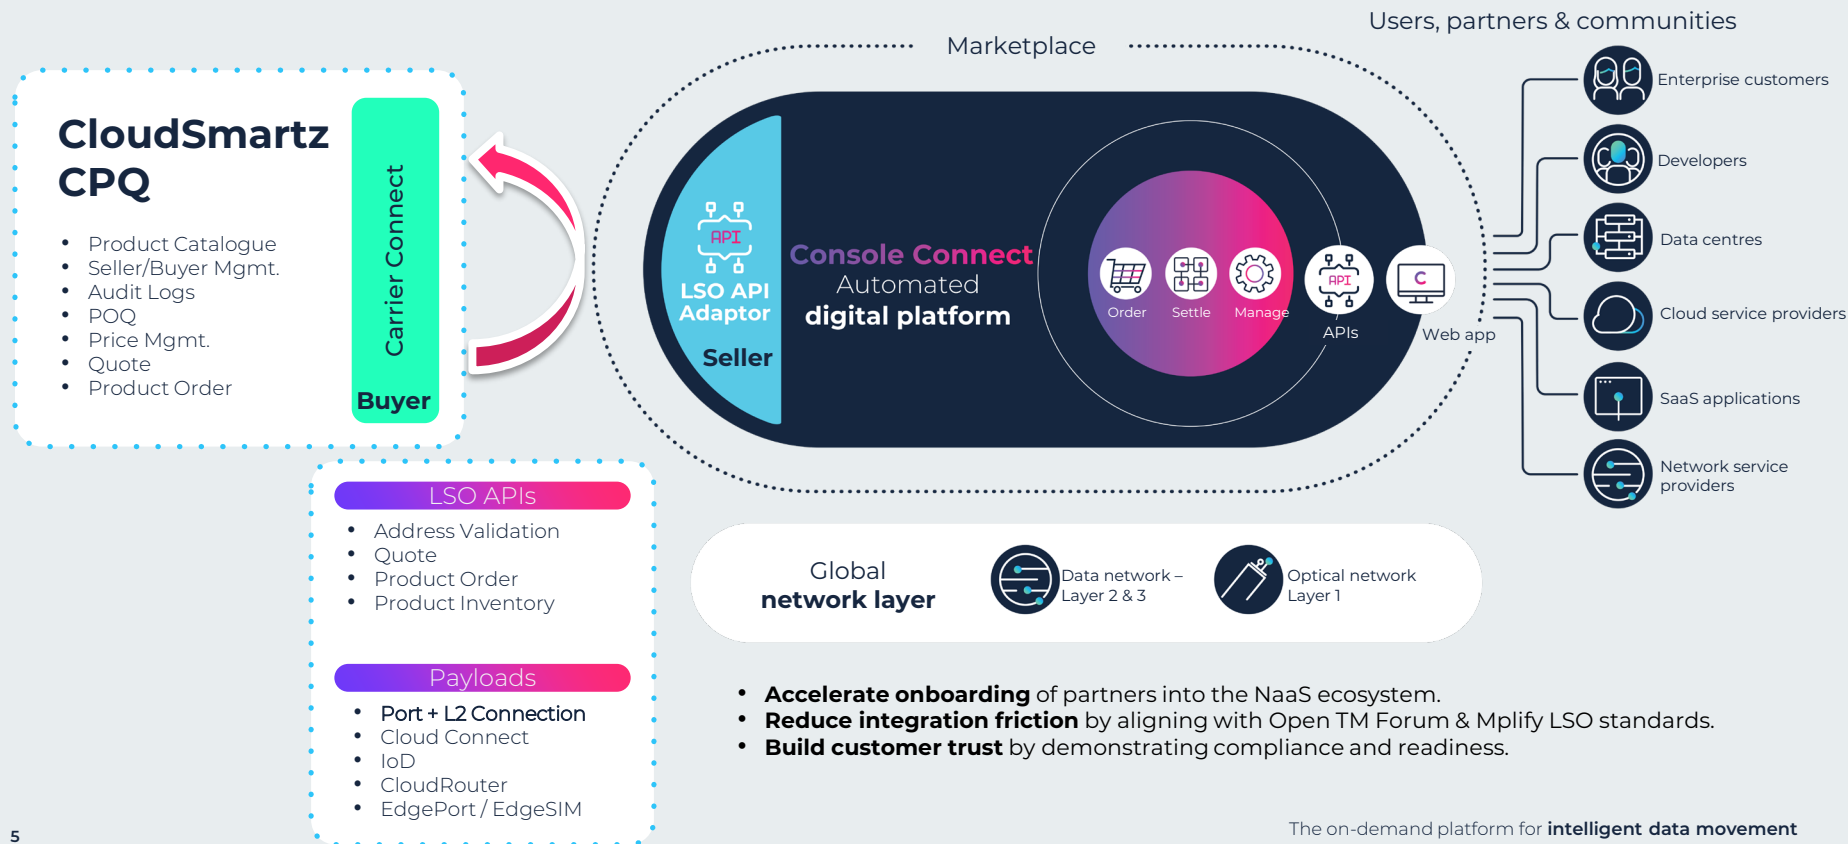 Users, partners & communities
Marketplace
CloudSmartz
CPQ
• Product Catalogue
• Seller/Buyer Mgmt.
• Audit Logs
• POQ
• Price Mgmt.
• Quote
• Product Order
Carrier Connect
Buyer
API
LSO API
Adaptor
Seller
Console Connect
Automated
digital platform
Order
Settle
Manage
API
APIs
C
Web app
Enterprise customers
Developers
Data centres
Cloud service providers
SaaS applications
Network service
providers
LSO APIs
• Address Validation
• Quote
• Product Order
• Product Inventory
Payloads
• Port + L2 Connection
• Cloud Connect
• IoD
• CloudRouter
• EdgePort / EdgeSIM
Global
network layer
Data network –
Layer 2 & 3
Optical network
Layer 1
• Accelerate onboarding of partners into the NaaS ecosystem.
• Reduce integration friction by aligning with Open TM Forum & Mplify LSO standards.
• Build customer trust by demonstrating compliance and readiness.
5
The on-demand platform for intelligent data movement